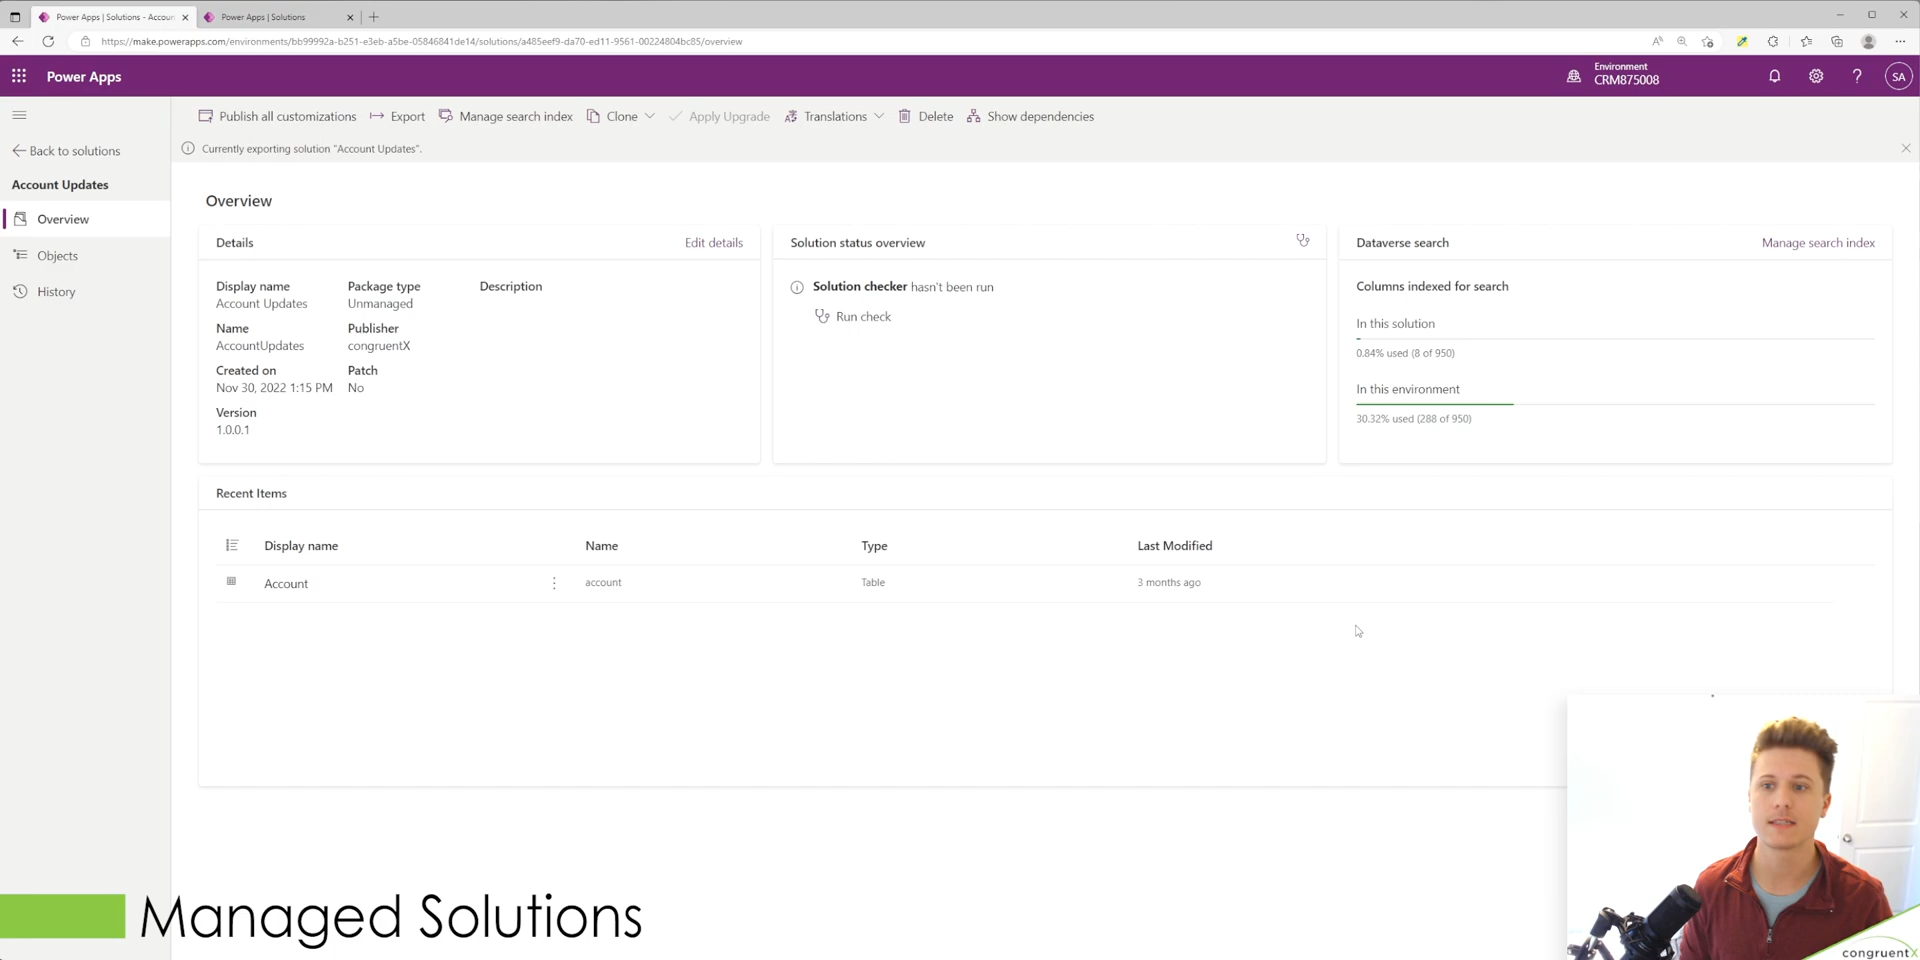 Power Apps | Solutions - Accoun
Power Apps | Solutions
https://make.powerapps.com/environments/bb99992a-b251-e3eb-a5be-05846841de14/solutions/a485eef9-da70-ed11-9561-00224804bc85/overview
Power Apps
Environment
CRM875008
SA
Publish all customizations
Export
Manage search index
Clone
Apply Upgrade
Translations
Delete
Show dependencies
Currently exporting solution "Account Updates".
Back to solutions
Account Updates
Overview
Objects
History
Overview
Details
Edit details
Display name
Account Updates
Package type
Unmanaged
Description
Name
AccountUpdates
Publisher
congruentX
Created on
Nov 30, 2022 1:15 PM
Patch
No
Version
1.0.0.1
Solution status overview
Solution checker hasn't been run
Run check
Dataverse search
Manage search index
Columns indexed for search
In this solution
0.84% used (8 of 950)
In this environment
30.32% used (288 of 950)
Recent Items
Display name
Name
Type
Last Modified
Account
account
Table
3 months ago
Managed Solutions
congruentX